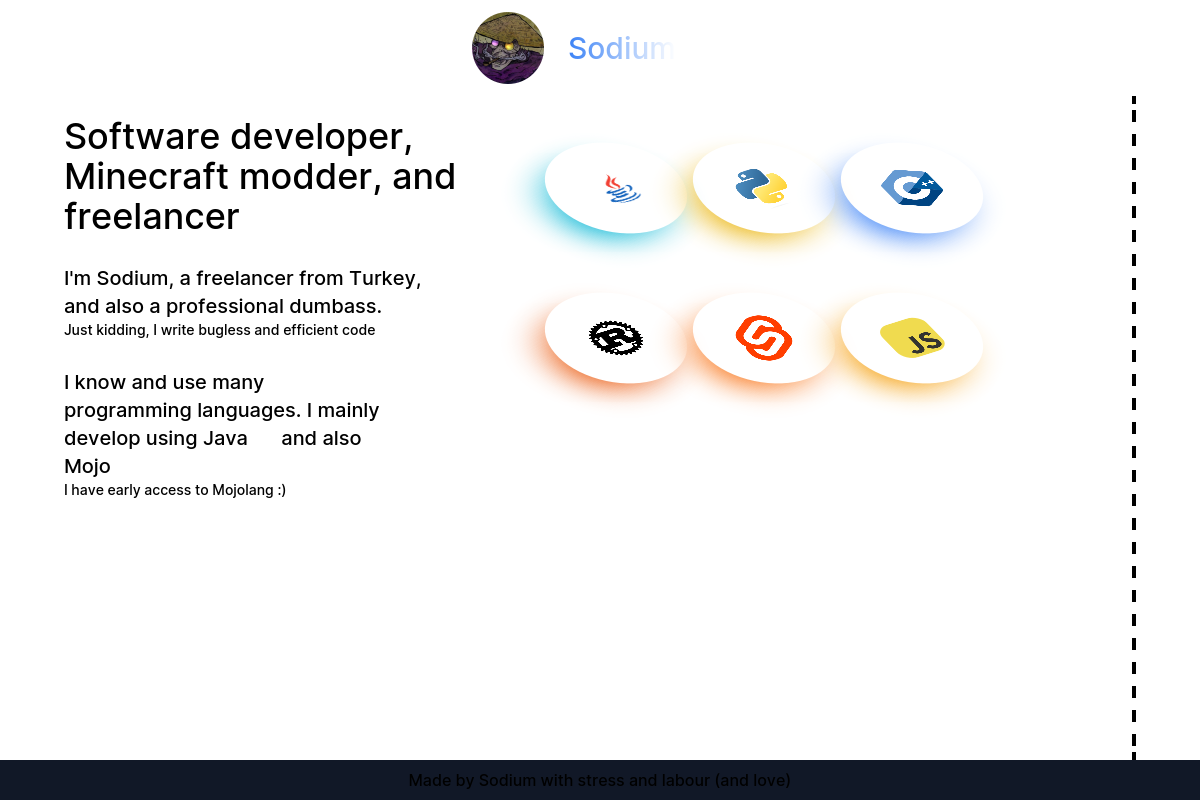 Sodium
Software developer,
Minecraft modder, and
freelancer
I'm Sodium, a freelancer from Turkey,
and also a professional dumbass.
Just kidding, I write bugless and efficient code
I know and use many
programming languages. I mainly
develop using Java and also
Mojo
I have early access to Mojolang :)
JS
Made by Sodium with stress and labour (and love)